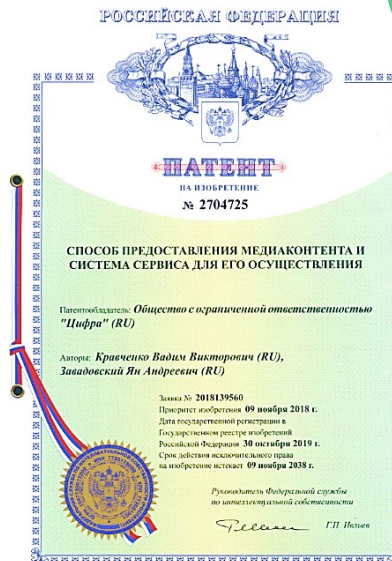 РОССИЙСКАЯ ФЕДЕРАЦИЯ
ПАТЕНТ
НА ИЗОБРЕТЕНИЕ
№ 2704725
СПОСОБ ПРЕДОСТАВЛЕНИЯ МЕДИАКОНТЕНТА И
СИСТЕМА СЕРВИСА ДЛЯ ЕГО ОСУЩЕСТВЛЕНИЯ
Патентообладатель: Общество с ограниченной ответственностью
"Цифра" (RU)
Авторы: Кравченко Вадим Викторович (RU),
Завадовский Ян Андреевич (RU)
Заявка № 2018139560
Приоритет изобретения 09 ноября 2018 г.
Дата государственной регистрации в
Государственном реестре изобретений
Российской Федерации 30 октября 2019 г.
Срок действия исключительного права
на изобретение истекает 09 ноября 2038 г.
Руководитель Федеральной службы
по интеллектуальной собственности
Г.П. Ивлиев